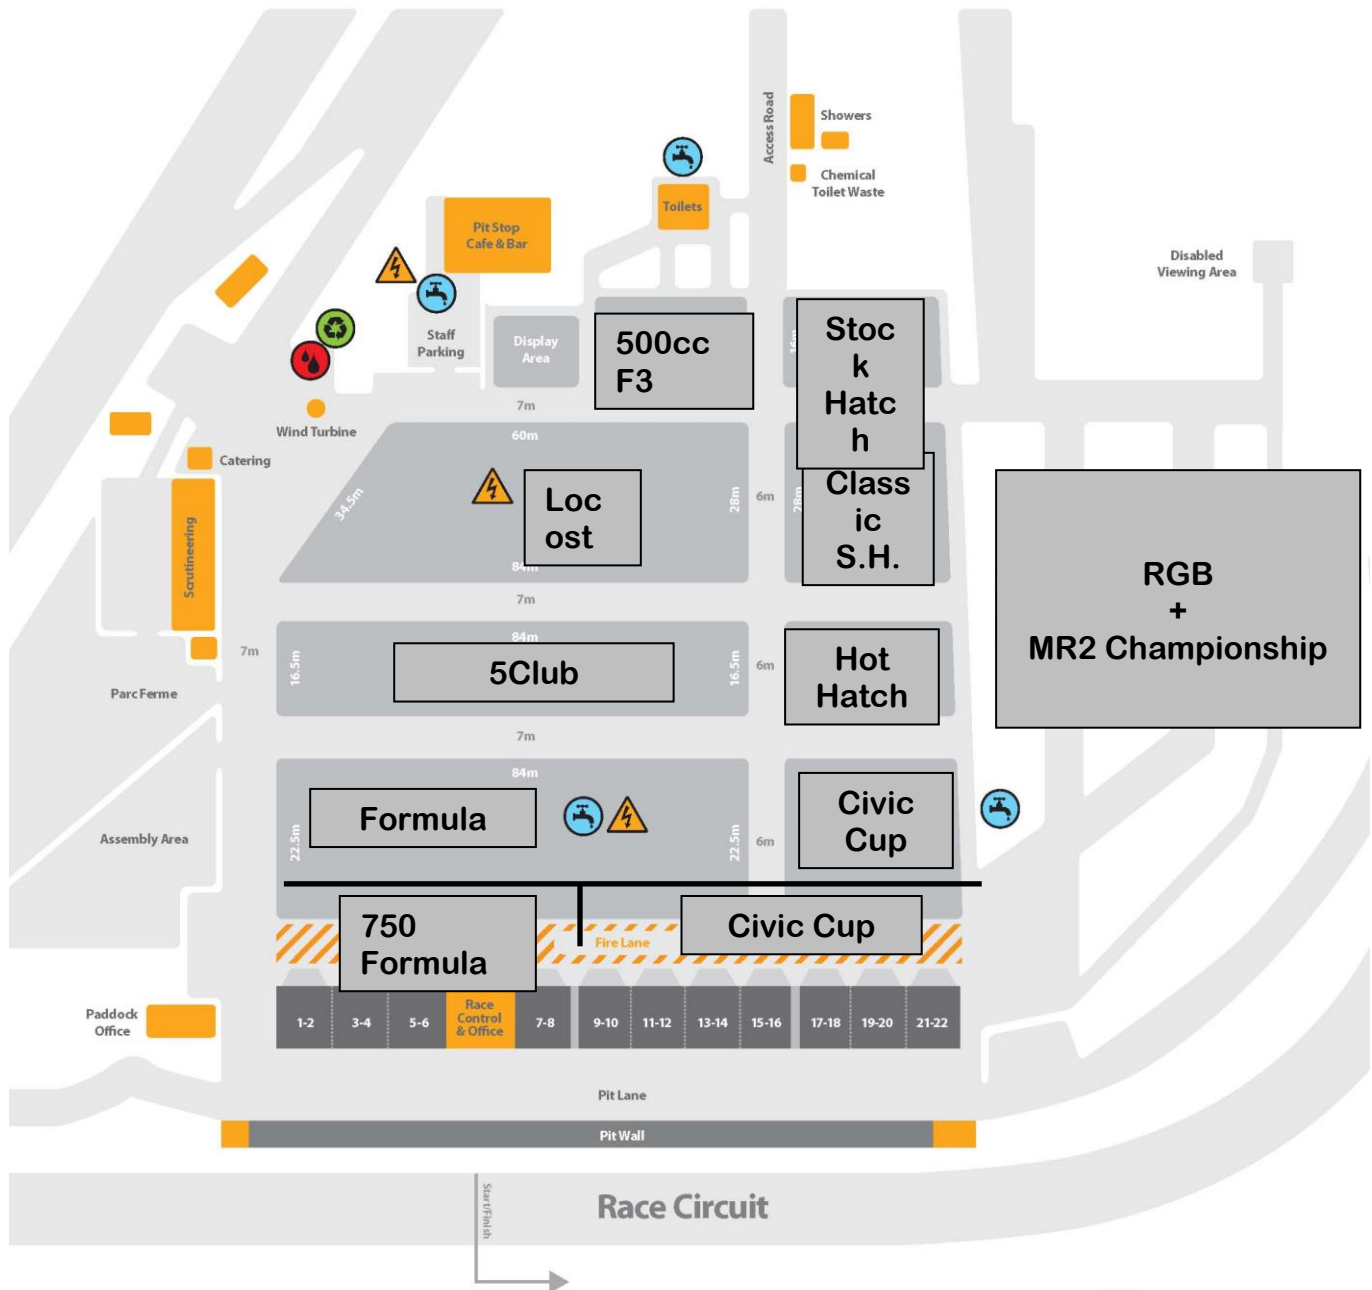 Access Road
Showers
Chemical
Toilet Waste
Toilets
Pit Stop
Cafe & Bar
Disabled
Viewing Area
Staff
Parking
Display
Area
500cc
F3
16m
Stoc
k
Hatc
h
7m
Wind Turbine
60m
Catering
34.5m
Loc
ost
28m
6m
28m
Class
ic
S.H.
84m
Scrutineering
RGB
+
MR2 Championship
7m
7m
84m
16.5m
5Club
16.5m
6m
Hot
Hatch
Parc Ferme
7m
84m
Formula
22.5m
22.5m
6m
Civic
Cup
Assembly Area
750
Formula
Civic Cup
Fire Lane
Paddock
Office
1-2
3-4
5-6
Race
Control
& Office
7-8
9-10
11-12
13-14
15-16
17-18
19-20
21-22
Pit Lane
Pit Wall
Start/Finish
Race Circuit